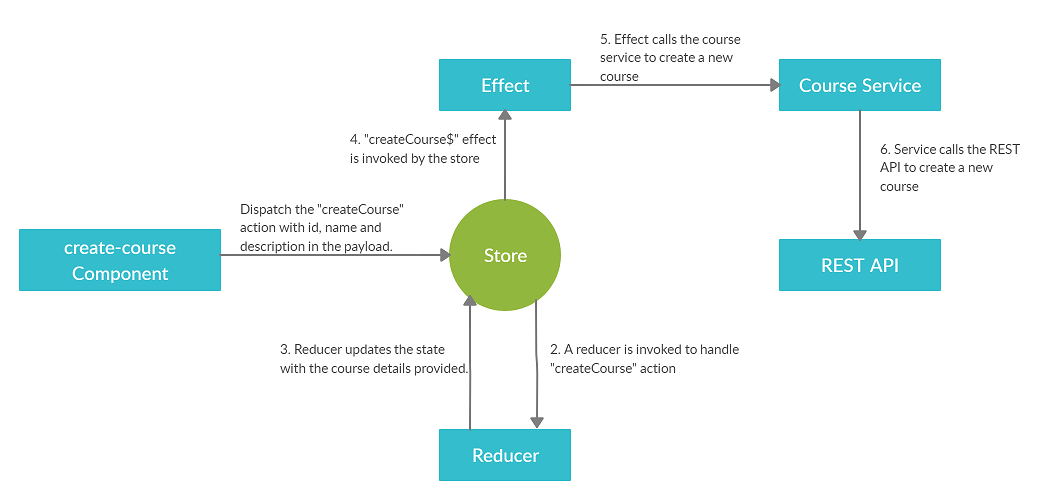 5. Effect calls the course
service to create a new
course
Effect
Course Service
4. "createCourse$" effect
is invoked by the store
6. Service calls the REST
API to create a new
course
Dispatch the "createCourse"
action with id, name and
description in the payload.
create-course
Component
Store
REST API
3. Reducer updates the state
with the course details provided.
2. A reducer is invoked to handle
"createCourse" action
Reducer